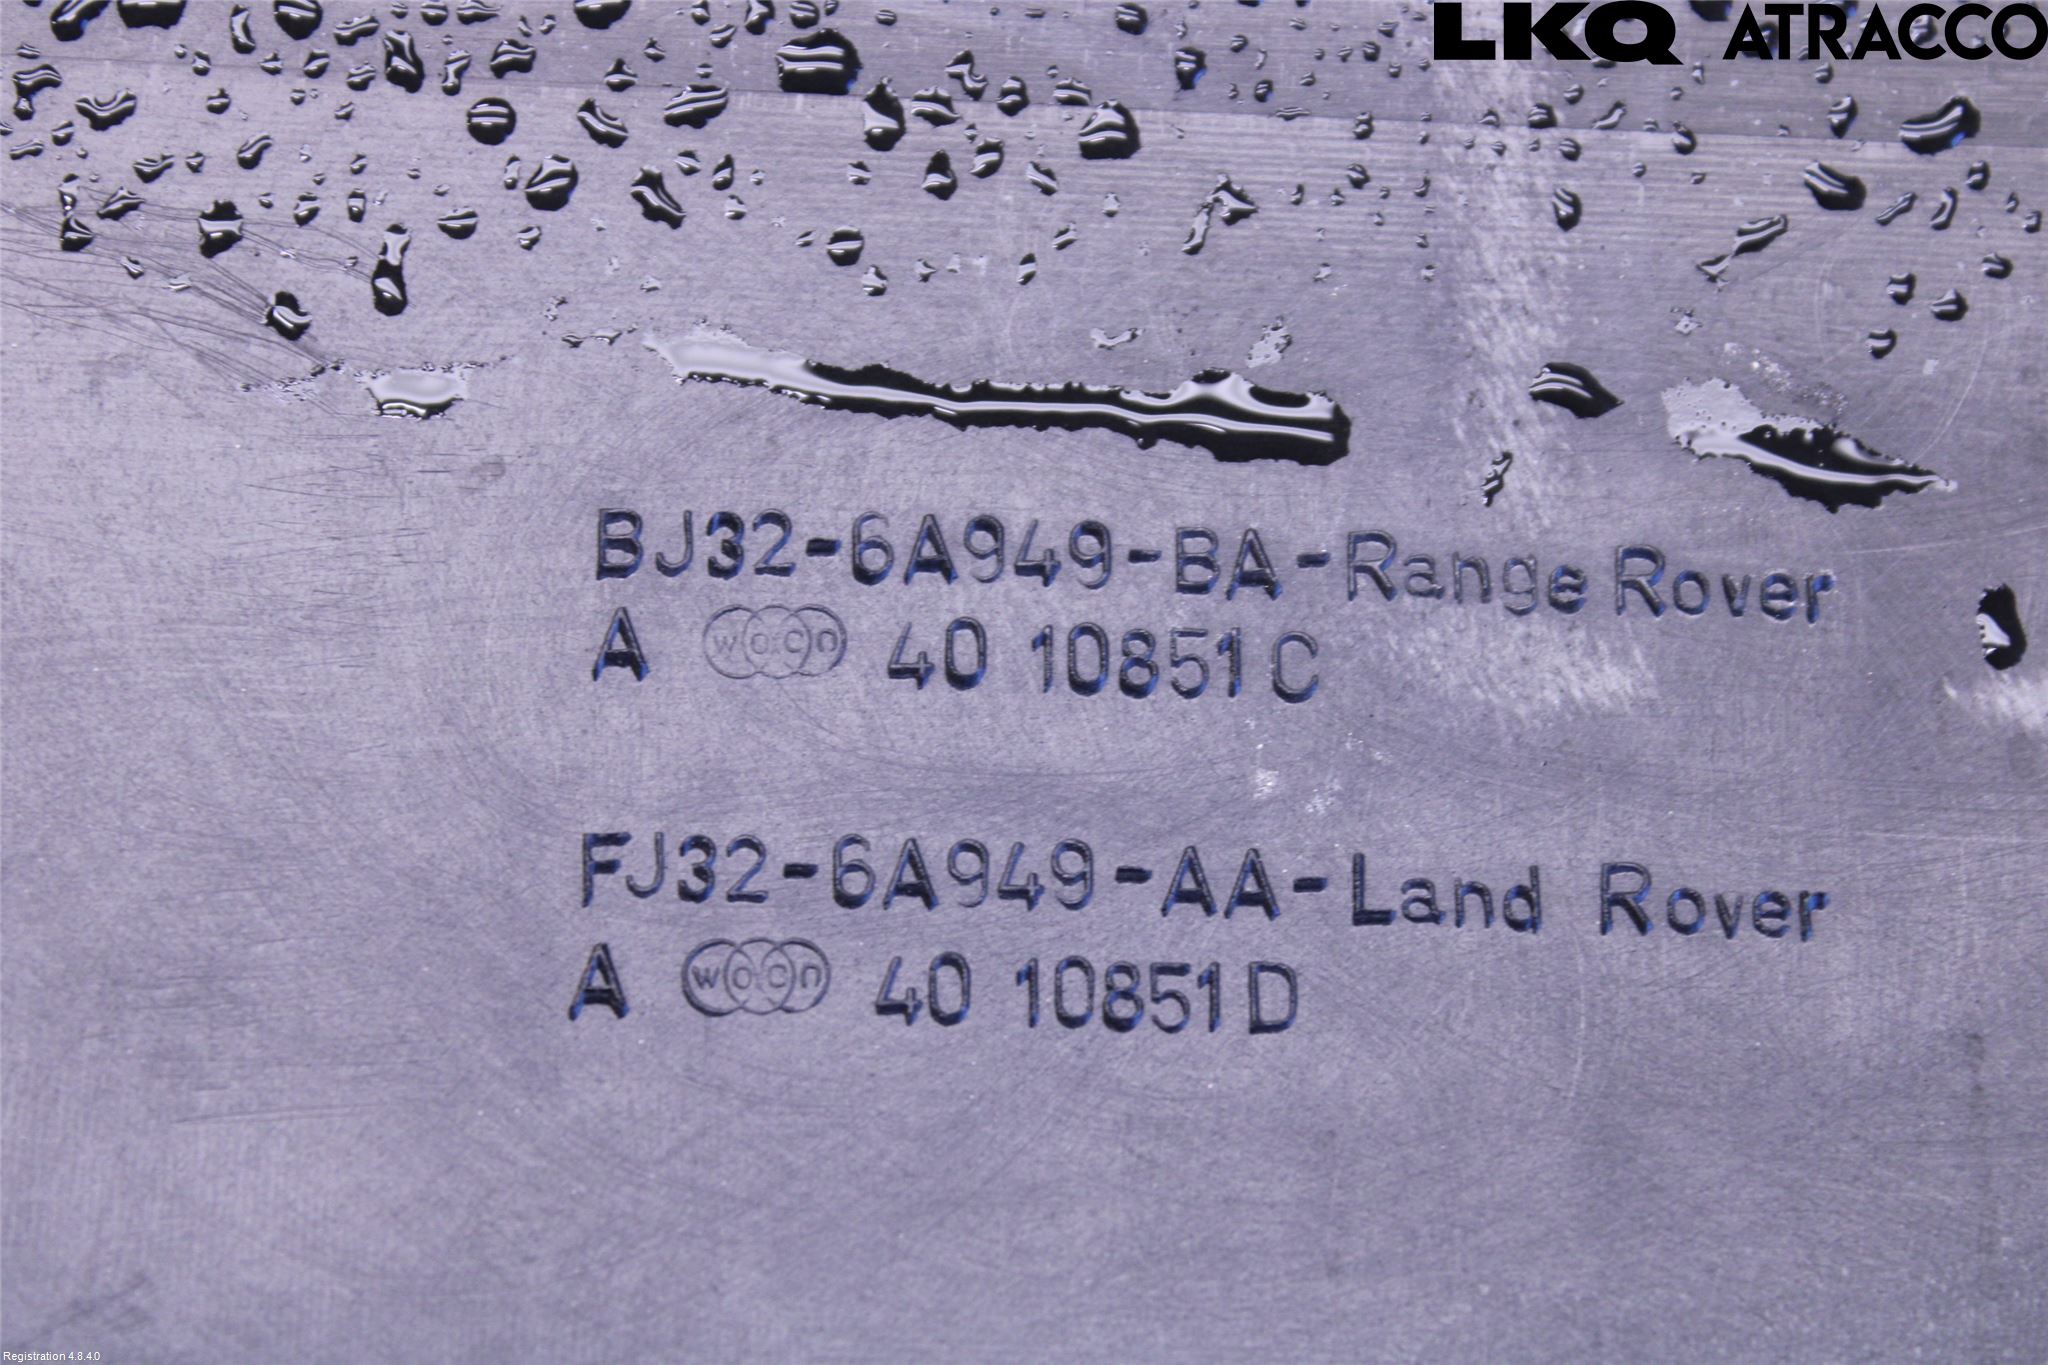 LKQ ATRACCO
BJ32-6A949-BA-Range Rover
A woco 40 10851C
FJ32-6A949-AA-Land Rover
A woco 40 10851D
Registration 4.8.4.0